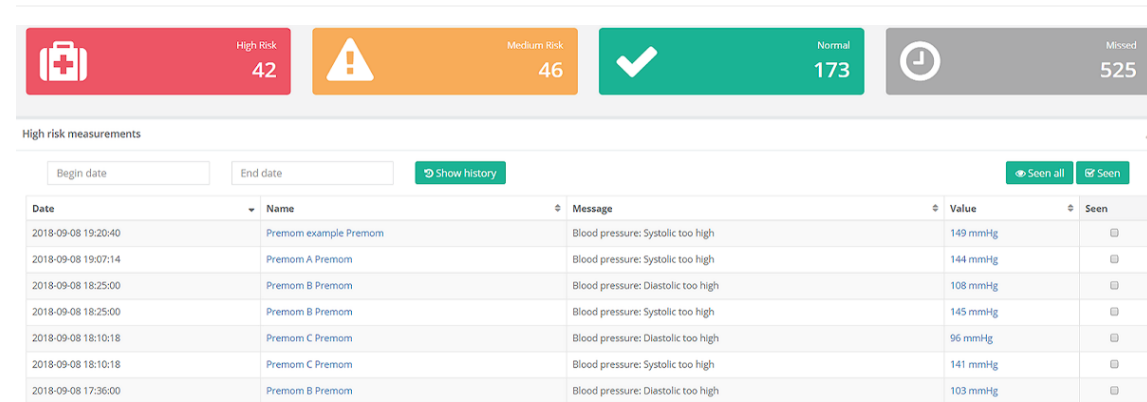 High Risk
42
Medium Risk
46
Normal
173
Missed
525
High risk measurements
Begin date End date Show history Seen all Seen
Date Name Message Value Seen
2018-09-08 19:20:40 Premom example Premom Blood pressure: Systolic too high 149 mmHg
2018-09-08 19:07:14 Premom A Premom Blood pressure: Systolic too high 144 mmHg
2018-09-08 18:25:00 Premom B Premom Blood pressure: Diastolic too high 108 mmHg
2018-09-08 18:25:00 Premom B Premom Blood pressure: Systolic too high 145 mmHg
2018-09-08 18:10:18 Premom C Premom Blood pressure: Diastolic too high 96 mmHg
2018-09-08 18:10:18 Premom C Premom Blood pressure: Systolic too high 141 mmHg
2018-09-08 17:36:00 Premom B Premom Blood pressure: Diastolic too high 103 mmHg